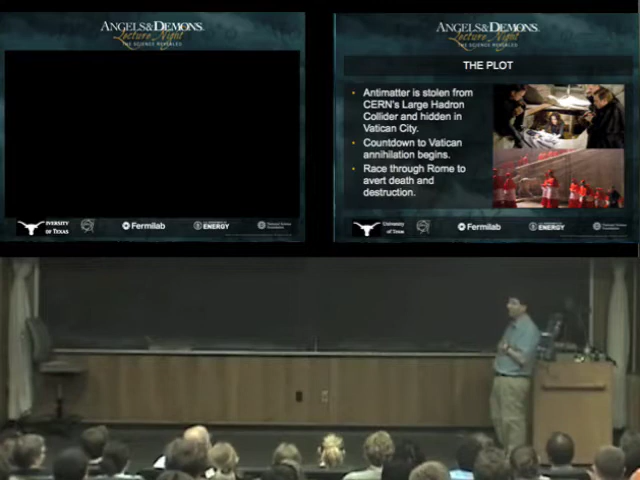 ANGELS & DEMONS
Lecture Night
THE SCIENCE REVEALED
IVERSITY
OF TEXAS
Fermilab
ENERGY
ANGELS & DEMONS
Lecture Night
THE SCIENCE REVEALED
THE PLOT
• Antimatter is stolen from
CERN's Large Hadron
Collider and hidden in
Vatican City.
• Countdown to Vatican
annihilation begins.
• Race through Rome to
avert death and
destruction.
University
of Texas
Fermilab
ENERGY